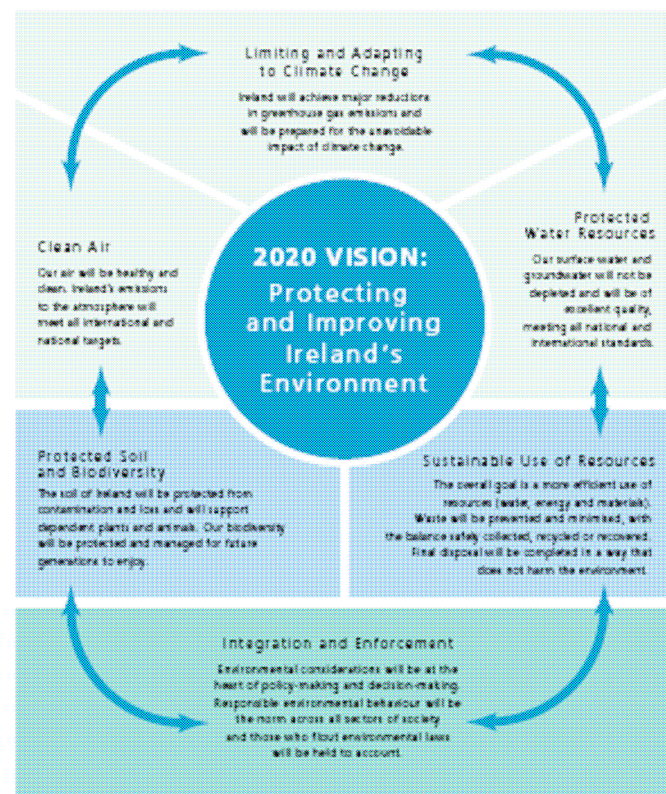 Limiting and Adapting
to Climate Change
Ireland will achieve major reductions
in greenhouse gas emissions and
will be prepared for the unavoidable
impact of climate change.
Clean Air
Our air will be healthy and
clean. Ireland's emissions
to the atmosphere will
meet all international and
national targets.
2020 VISION:
Protecting
and Improving
Ireland's
Environment
Protected
Water Resources
Our surface water and
groundwater will not be
depleted and will be of
excellent quality,
meeting all national and
international standards.
Protected Soil
and Biodiversity
The soil of Ireland will be protected from
contamination and loss and will support
dependent plants and animals. Our biodiversity
will be protected and managed for future
generations to enjoy.
Sustainable Use of Resources
The overall goal is a more efficient use of
resources (water, energy and materials).
Waste will be prevented and minimised, with
the balance safely collected, recycled or recovered.
Final disposal will be completed in a way that
does not harm the environment.
Integration and Enforcement
Environmental considerations will be at the
heart of policy-making and decision-making.
Responsible environmental behaviour will be
the norm across all sectors of society
and those who flout environmental laws
will be held to account.